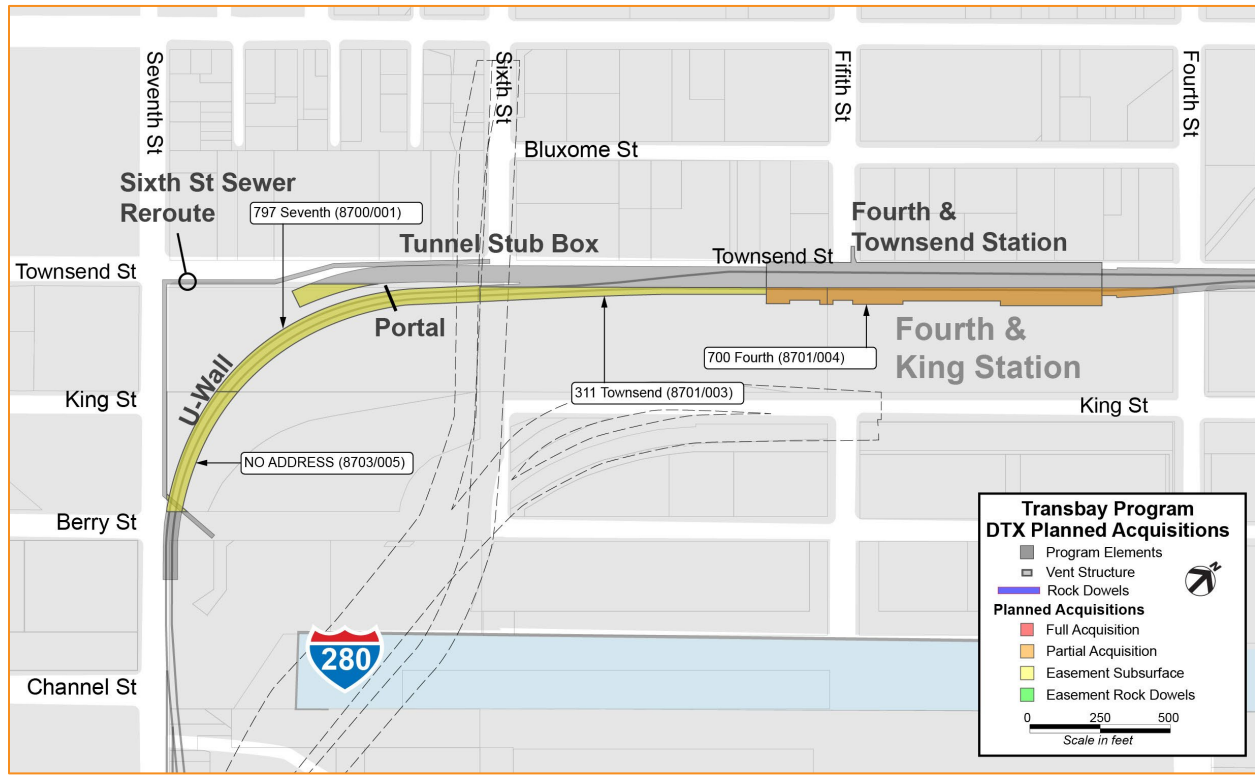 Seventh St
Sixth St
Fifith St
Fourth St
Bluxome St
Sixth St Sewer
Reroute
797 Seventh (8700/001)
Tunnel Stub Box
Townsend St
Fourth &
Townsend Station
Townsend St
Portal
700 Fourth (8701/004)
Fourth &
King Station
U-Wall
311 Townsend (8701/003)
King St
King St
NO ADDRESS (8703/005)
Berry St
280
Channel St
Transbay Program
DTX Planned Acquisitions
Program Elements
Vent Structure
Rock Dowels
N
Planned Acquisitions
Full Acquisition
Partial Acquisition
Easement Subsurface
Easement Rock Dowels
0 250 500
Scale in feet